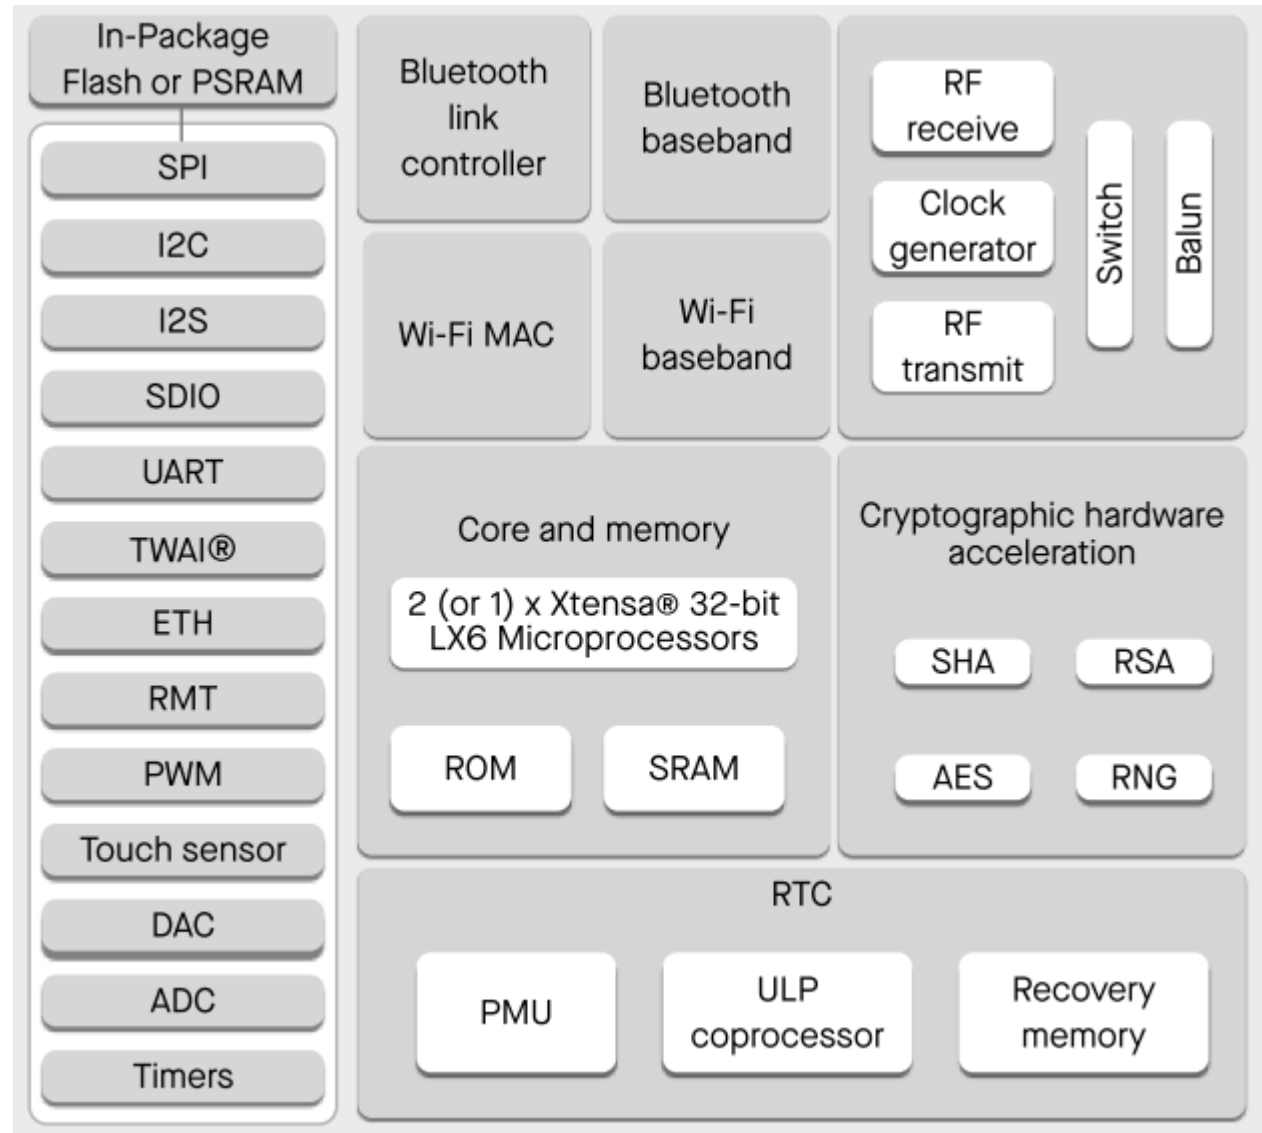 In-Package
Flash or PSRAM
SPI
I2C
I2S
SDIO
UART
TWAI®
ETH
RMT
PWM
Touch sensor
DAC
ADC
Timers
Bluetooth
link
controller
Bluetooth
baseband
Wi-Fi MAC
Wi-Fi
baseband
RF
receive
Clock
generator
RF
transmit
Switch
Balun
Core and memory
2 (or 1) x Xtensa® 32-bit
LX6 Microprocessors
ROM
SRAM
Cryptographic hardware
acceleration
SHA
RSA
AES
RNG
RTC
PMU
ULP
coprocessor
Recovery
memory